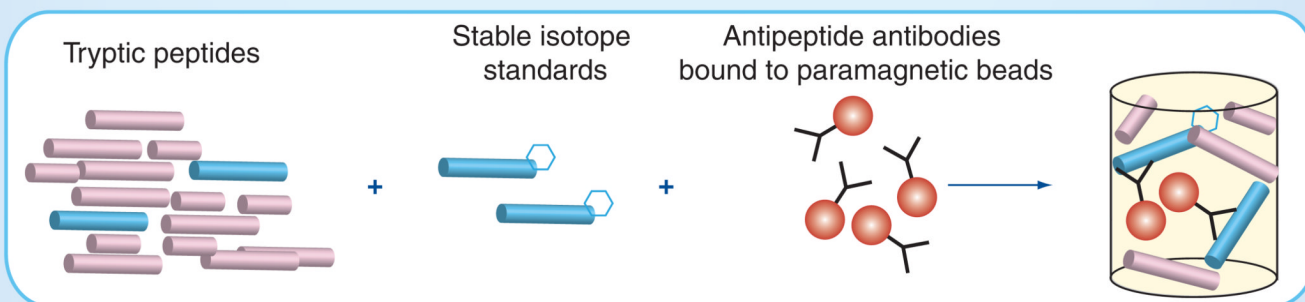 Tryptic peptides
Stable isotope
standards
Antipeptide antibodies
bound to paramagnetic beads
+
+